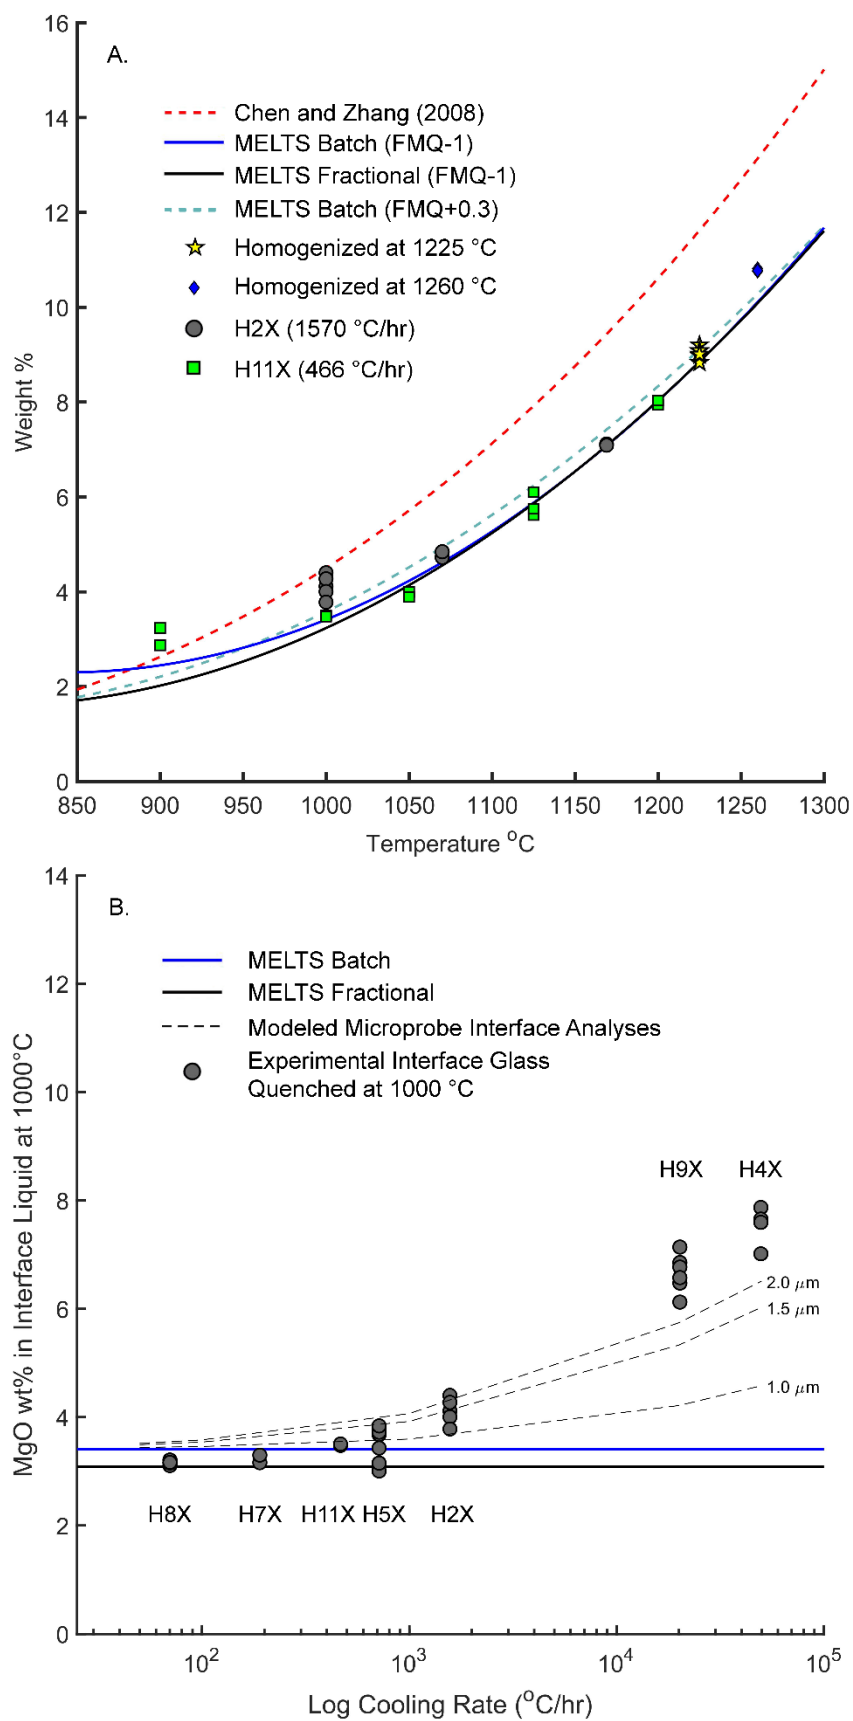 A.
Chen and Zhang (2008)
MELTS Batch (FMQ-1)
MELTS Fractional (FMQ-1)
MELTS Batch (FMQ+0.3)
Homogenized at 1225 °C
Homogenized at 1260 °C
H2X (1570 °C/hr)
H11X (466 °C/hr)
Weight %
16
14
12
10
8
6
4
2
0
850 900 950 1000 1050 1100 1150 1200 1250 1300
Temperature °C
B.
MELTS Batch
MELTS Fractional
Modeled Microprobe Interface Analyses
Experimental Interface Glass
Quenched at 1000 °C
MgO wt% in Interface Liquid at 1000°C
14
12
10
8
6
4
2
0
H9X H4X
2.0 μm
1.5 μm
1.0 μm
H8X H7X H11X H5X H2X
10² 10³ 10⁴ 10⁵
Log Cooling Rate (°C/hr)